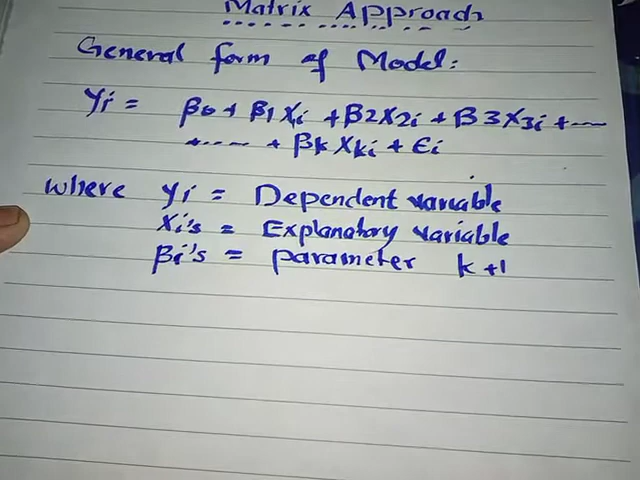 Matrix Approach
General form of Model:
yi = β0 + β1 Xi + β2X2i + β3X3i + .....
+ ..... + βk Xki + Єi
where yi = Dependent variable
Xi's = Explanatory variable
βi's = parameter k+1